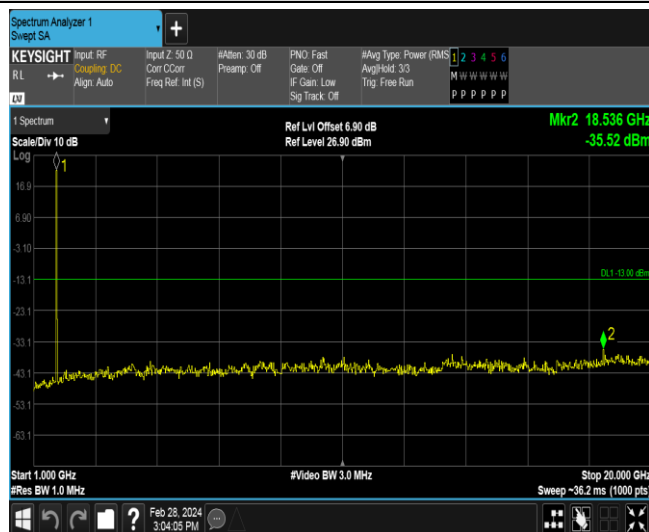 Spectrum Analyzer 1
Swept SA
+
KEYSIGHT Input: RF Input Z: 50 Ω #Atten: 30 dB PNO: Fast #Avg Type: Power (RMS 1 2 3 4 5 6
RL Coupling: DC Corr CCorr Preamp: Off Gate: Off Avg|Hold: 3/3 M W W W W W
Align: Auto Freq Ref: Int (S) IF Gain: Low Trig: Free Run
Sig Track: Off P P P P P P
LXI
1 Spectrum Ref Lvl Offset 6.90 dB Mkr2 18.536 GHz
Scale/Div 10 dB Ref Level 26.90 dBm -35.52 dBm
Log
1
16.9
6.90
-3.10
-13.1
DL1 -13.00 dBm
-23.1
-33.1
2
-43.1
-53.1
-63.1
Start 1.000 GHz #Video BW 3.0 MHz Stop 20.000 GHz
#Res BW 1.0 MHz Sweep ~36.2 ms (1000 pts)
? Feb 28, 2024
3:04:05 PM